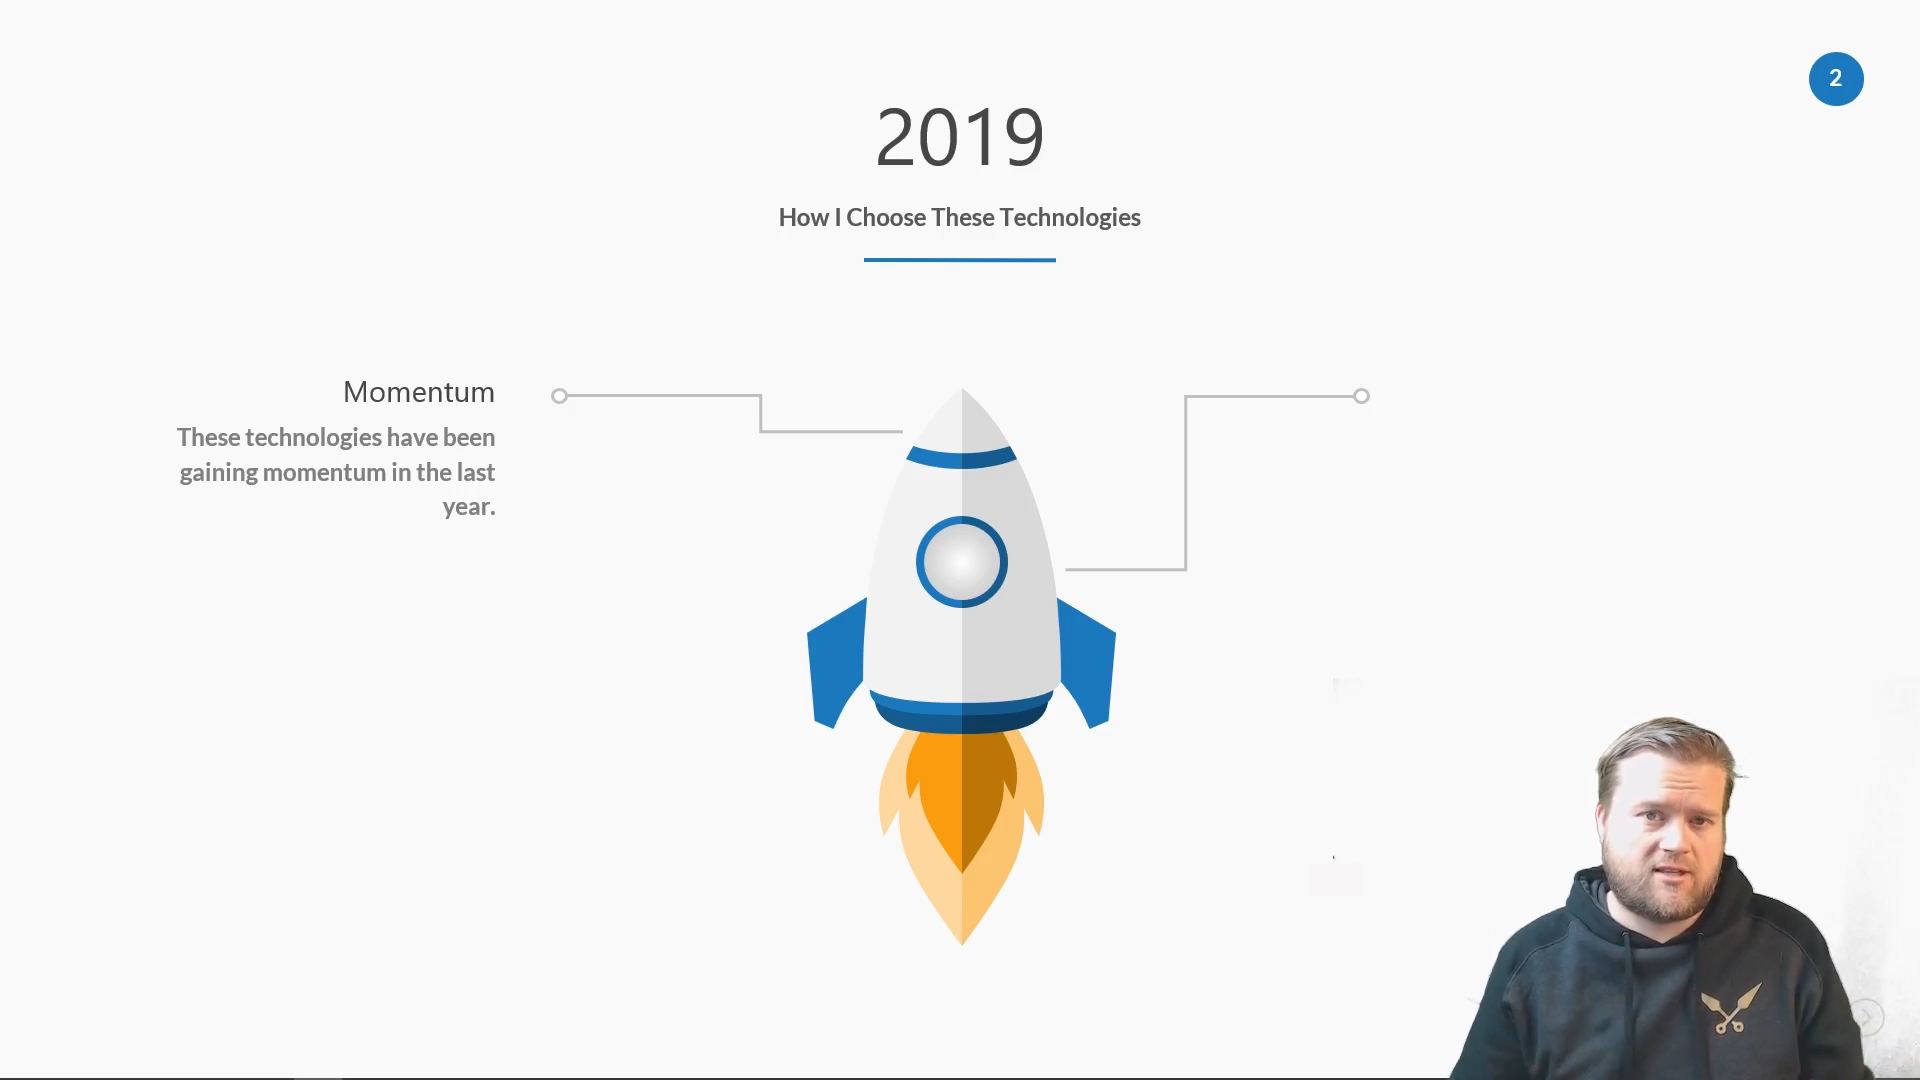 2
2019
How I Choose These Technologies
Momentum
These technologies have been
gaining momentum in the last
year.